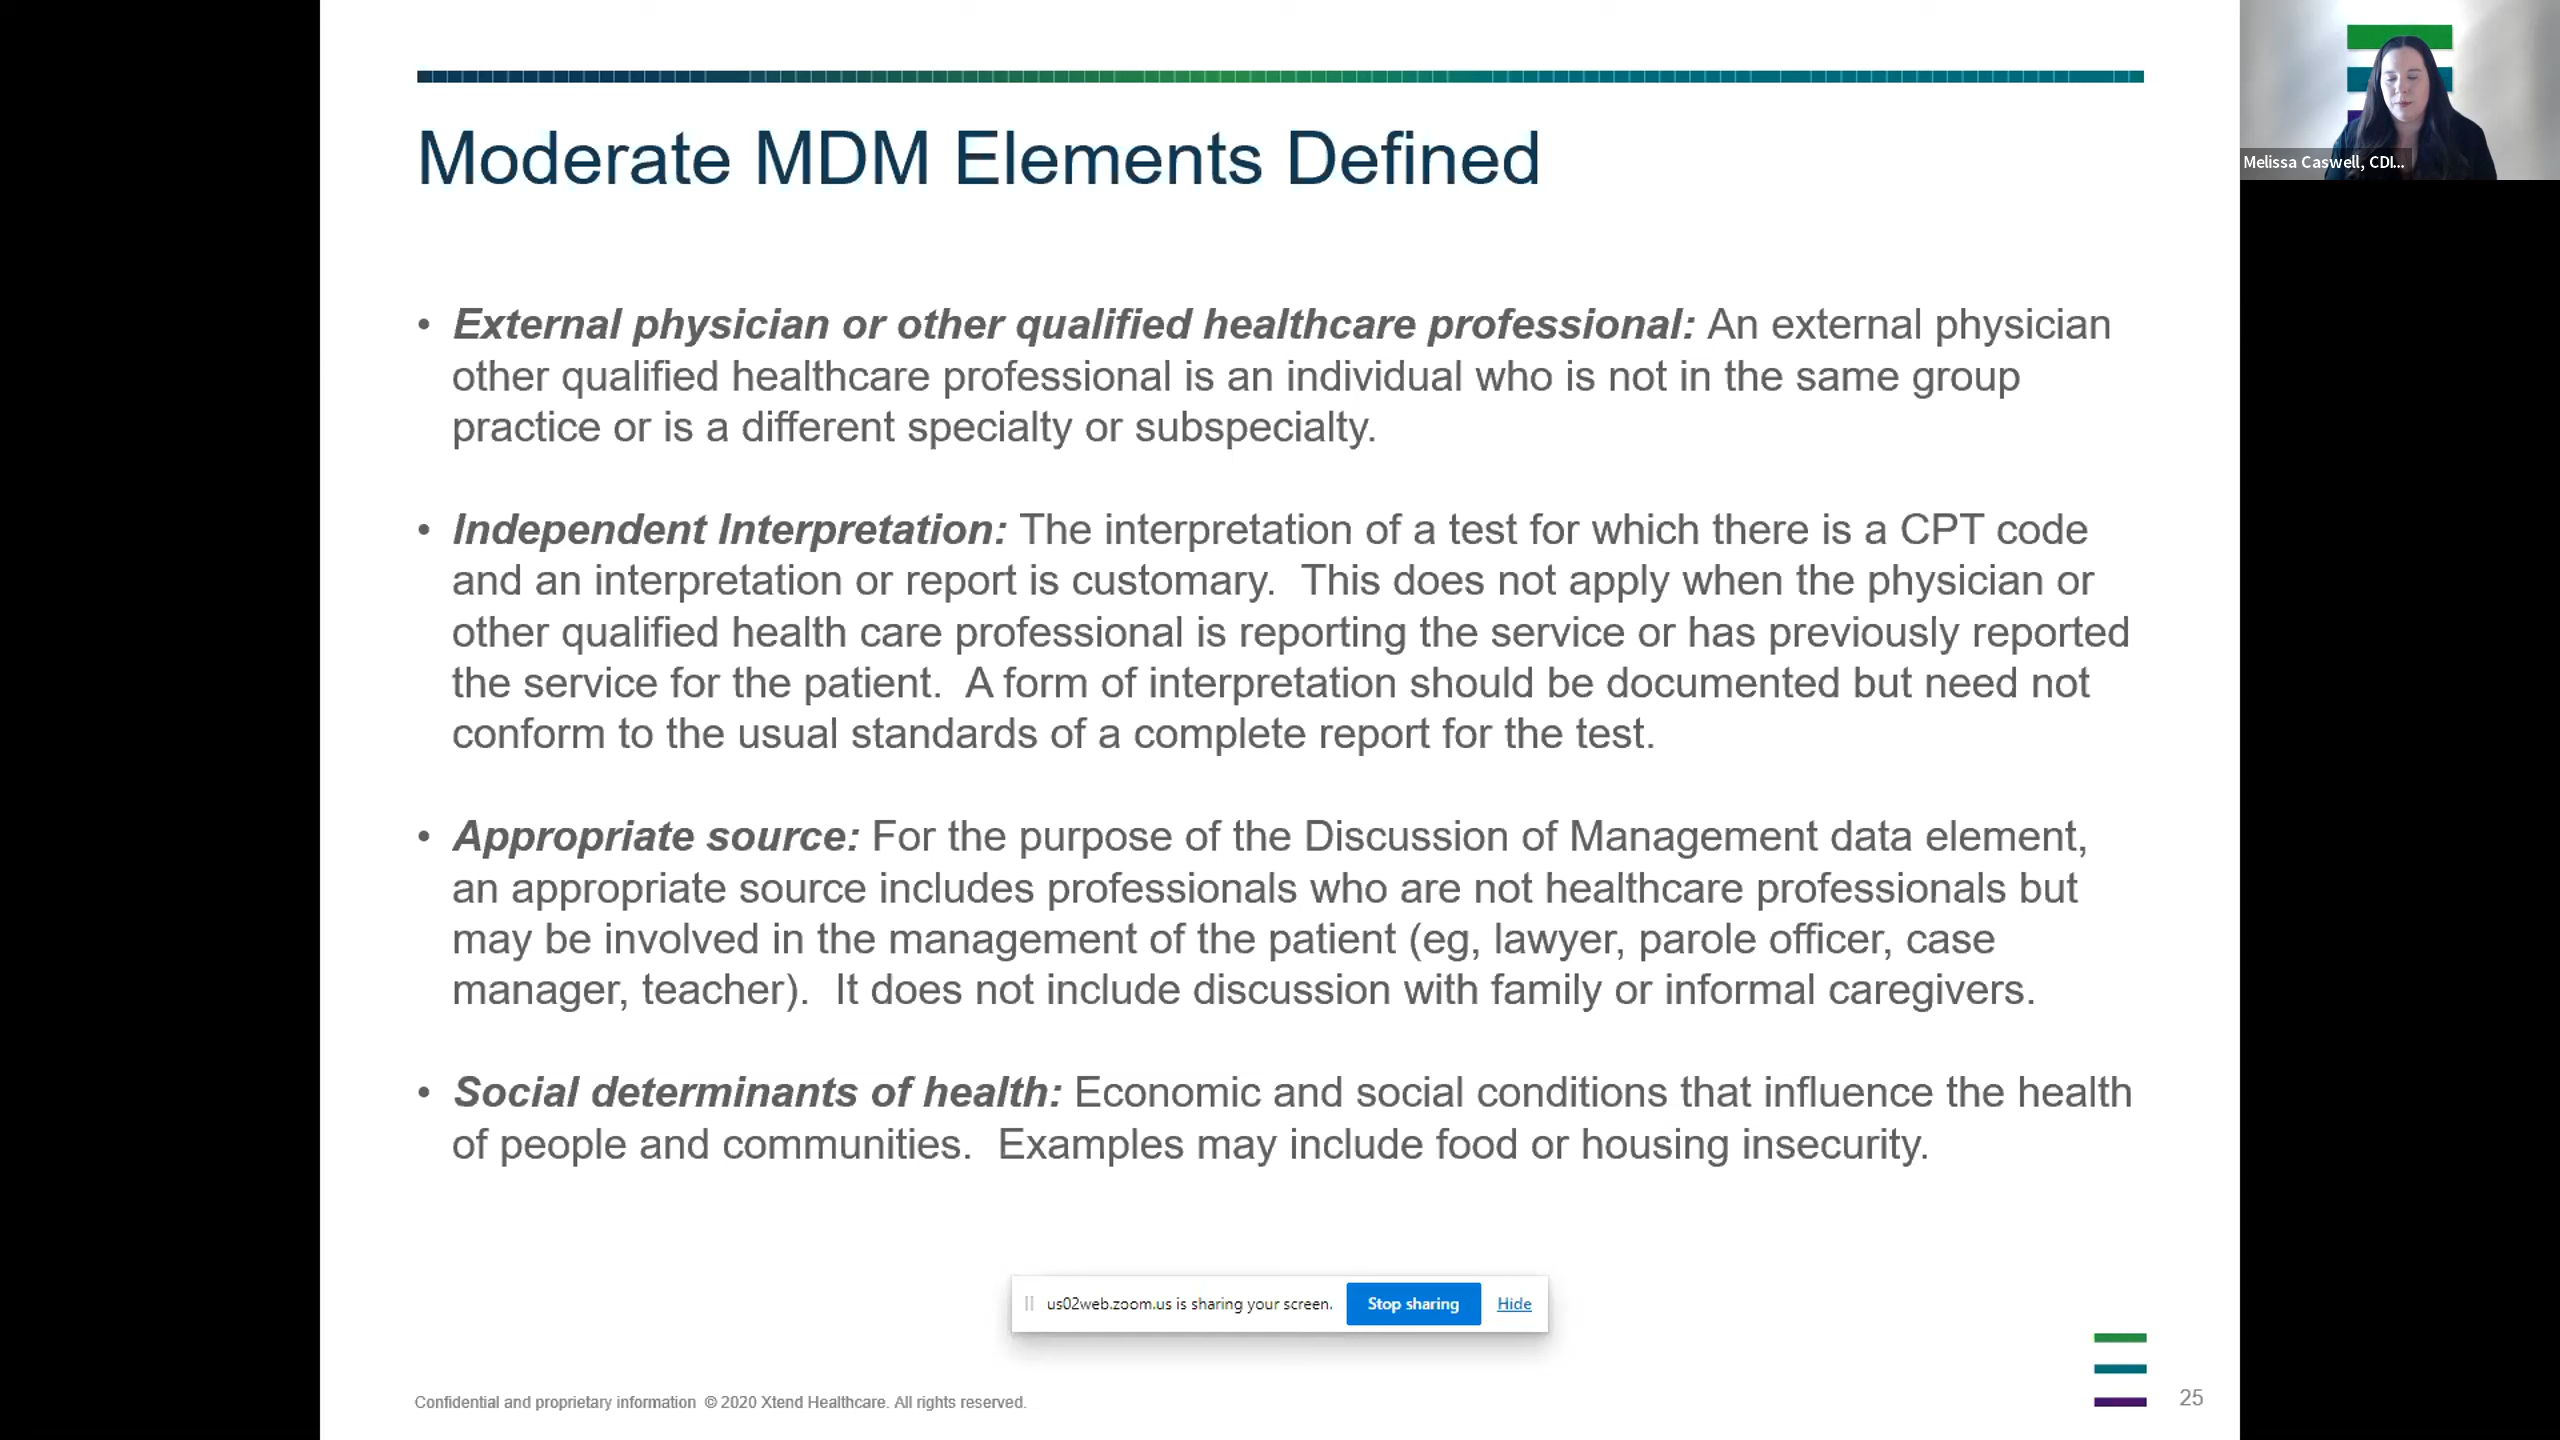 Moderate MDM Elements Defined
Melissa Caswell, CDI...
• External physician or other qualified healthcare professional: An external physician
other qualified healthcare professional is an individual who is not in the same group
practice or is a different specialty or subspecialty.
• Independent Interpretation: The interpretation of a test for which there is a CPT code
and an interpretation or report is customary.  This does not apply when the physician or
other qualified health care professional is reporting the service or has previously reported
the service for the patient.  A form of interpretation should be documented but need not
conform to the usual standards of a complete report for the test.
• Appropriate source: For the purpose of the Discussion of Management data element,
an appropriate source includes professionals who are not healthcare professionals but
may be involved in the management of the patient (eg, lawyer, parole officer, case
manager, teacher).  It does not include discussion with family or informal caregivers.
• Social determinants of health: Economic and social conditions that influence the health
of people and communities.  Examples may include food or housing insecurity.
us02web.zoom.us is sharing your screen. Stop sharing Hide
Confidential and proprietary information © 2020 Xtend Healthcare. All rights reserved.
25